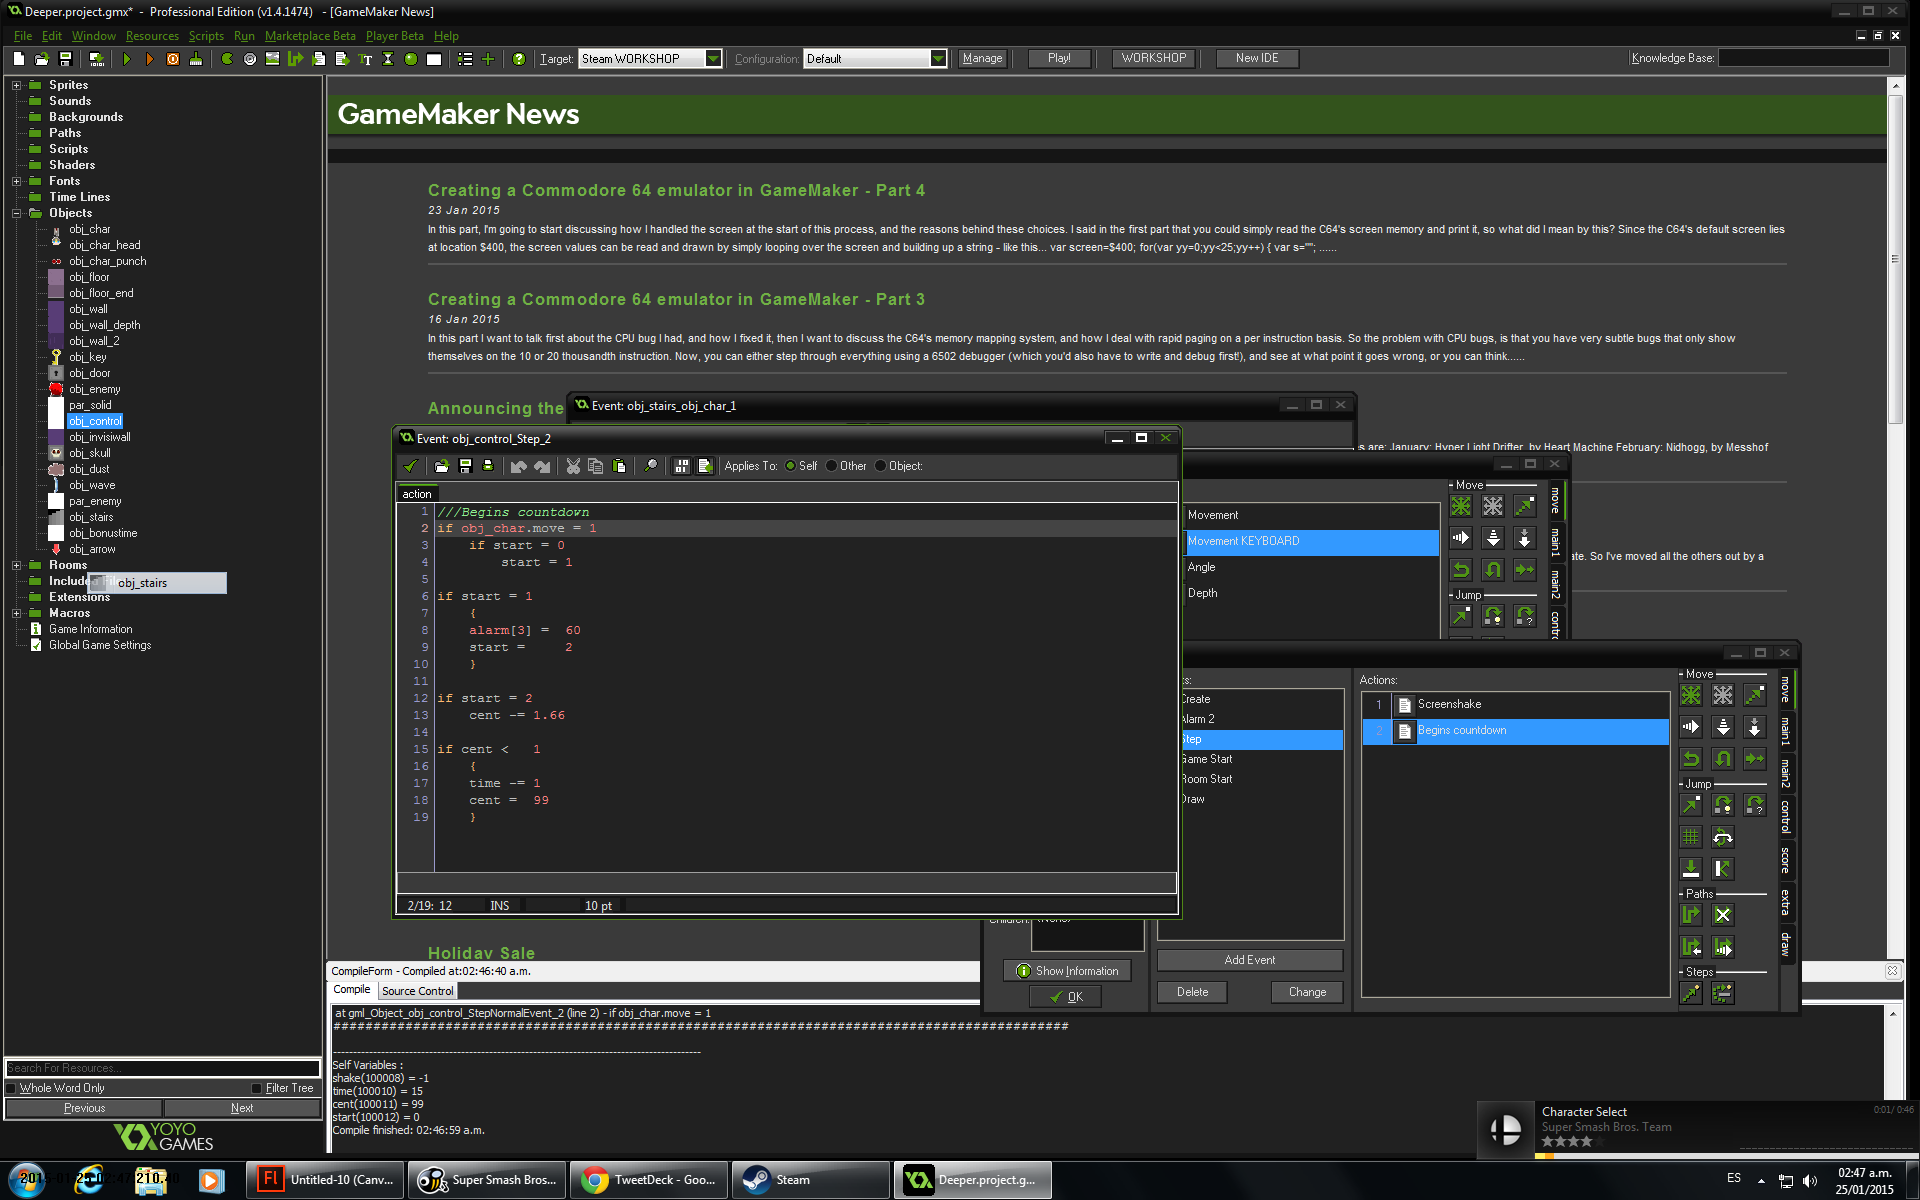 Deeper.project.gmx* - Professional Edition (v1.4.1474) - [GameMaker News]
File Edit Window Resources Scripts Run Marketplace Beta Player Beta Help
Target: Steam WORKSHOP Configuration: Default Manage Play! WORKSHOP New IDE Knowledge Base:
Sprites
Sounds
Backgrounds
Paths
Scripts
Shaders
Fonts
Time Lines
Objects
obj_char
obj_char_head
obj_char_punch
obj_floor
obj_floor_end
obj_wall
obj_wall_depth
obj_wall_2
obj_key
obj_door
obj_enemy
par_solid
obj_control
obj_invisiwall
obj_skull
obj_dust
obj_wave
par_enemy
obj_stairs
obj_bonustime
obj_arrow
Rooms
Included Fil
obj_stairs
Extensions
Macros
Game Information
Global Game Settings
Search For Resources...
Whole Word Only Filter Tree
Previous Next
YOYO
GAMES
GameMaker News
Creating a Commodore 64 emulator in GameMaker - Part 4
23 Jan 2015
In this part, I'm going to start discussing how I handled the screen at the start of this process, and the reasons behind these choices. I said in the first part that you could simply read the C64's screen memory and print it, so what did I mean by this? Since the C64's default screen lies
at location $400, the screen values can be read and drawn by simply looping over the screen and building up a string - like this... var screen=$400; for(var yy=0;yy<25;yy++) { var s=""; ......
Creating a Commodore 64 emulator in GameMaker - Part 3
16 Jan 2015
In this part I want to talk first about the CPU bug I had, and how I fixed it, then I want to discuss the C64's memory mapping system, and how I deal with rapid paging on a per instruction basis. So the problem with CPU bugs, is that you have very subtle bugs that only show
themselves on the 10 or 20 thousandth instruction. Now, you can either step through everything using a 6502 debugger (which you'd also have to write and debug first!), and see at what point it goes wrong, or you can think......
Announcing the
es are: January: Hyper Light Drifter, by Heart Machine February: Nidhogg, by Messhof
ate. So I've moved all the others out by a
Holiday Sale
Event: obj_stairs_obj_char_1
Event: obj_control_Step_2
Applies To: Self Other Object:
action
1 ///Begins countdown
2 if obj_char.move = 1
3 if start = 0
4 start = 1
5
6 if start = 1
7 {
8 alarm[3] = 60
9 start = 2
10 }
11
12 if start = 2
13 cent -= 1.66
14
15 if cent < 1
16 {
17 time -= 1
18 cent = 99
19 }
2/19: 12 INS 10 pt
Movement
Movement KEYBOARD
Angle
Depth
Move
Jump
move
main1
main2
contro
Create
Alarm 2
Step
Game Start
Room Start
Draw
Add Event
Delete Change
Show Information
OK
Actions:
1 Screenshake
2 Begins countdown
Move
Jump
Paths
Steps
move
main1
main2
control
score
extra
draw
CompileForm - Compiled at:02:46:40 a.m.
Compile Source Control
at gml_Object_obj_control_StepNormalEvent_2 (line 2) - if obj_char.move = 1
############################################################################################
Self Variables :
shake(100008) = -1
time(100010) = 15
cent(100011) = 99
start(100012) = 0
Compile finished: 02:46:59 a.m.
Character Select 0:01/ 0:46
Super Smash Bros. Team
Untitled-10 (Canv... Super Smash Bros... TweetDeck - Goo... Steam Deeper.project.g...
ES 02:47 a.m.
25/01/2015